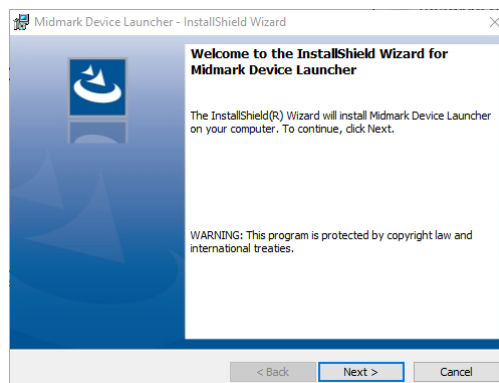 Midmark Device Launcher - InstallShield Wizard
Welcome to the InstallShield Wizard for
Midmark Device Launcher
The InstallShield(R) Wizard will install Midmark Device Launcher
on your computer. To continue, click Next.
WARNING: This program is protected by copyright law and
international treaties.
< Back
Next >
Cancel